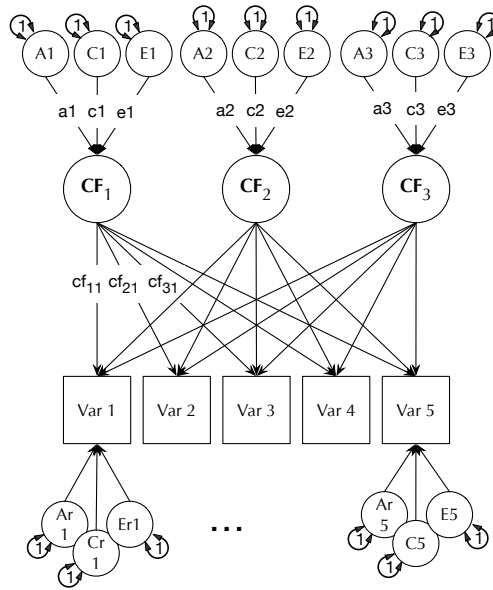 1 1 1 1 1 1 1 1 1
A1 C1 E1 A2 C2 E2 A3 C3 E3
a1 c1 e1 a2 c2 e2 a3 c3 e3
CF1 CF2 CF3
cf11 cf21 cf31
Var 1 Var 2 Var 3 Var 4 Var 5
Ar
1
Cr
1
Er1
...
Ar
5
C5
E5
1 1 1 1 1 1